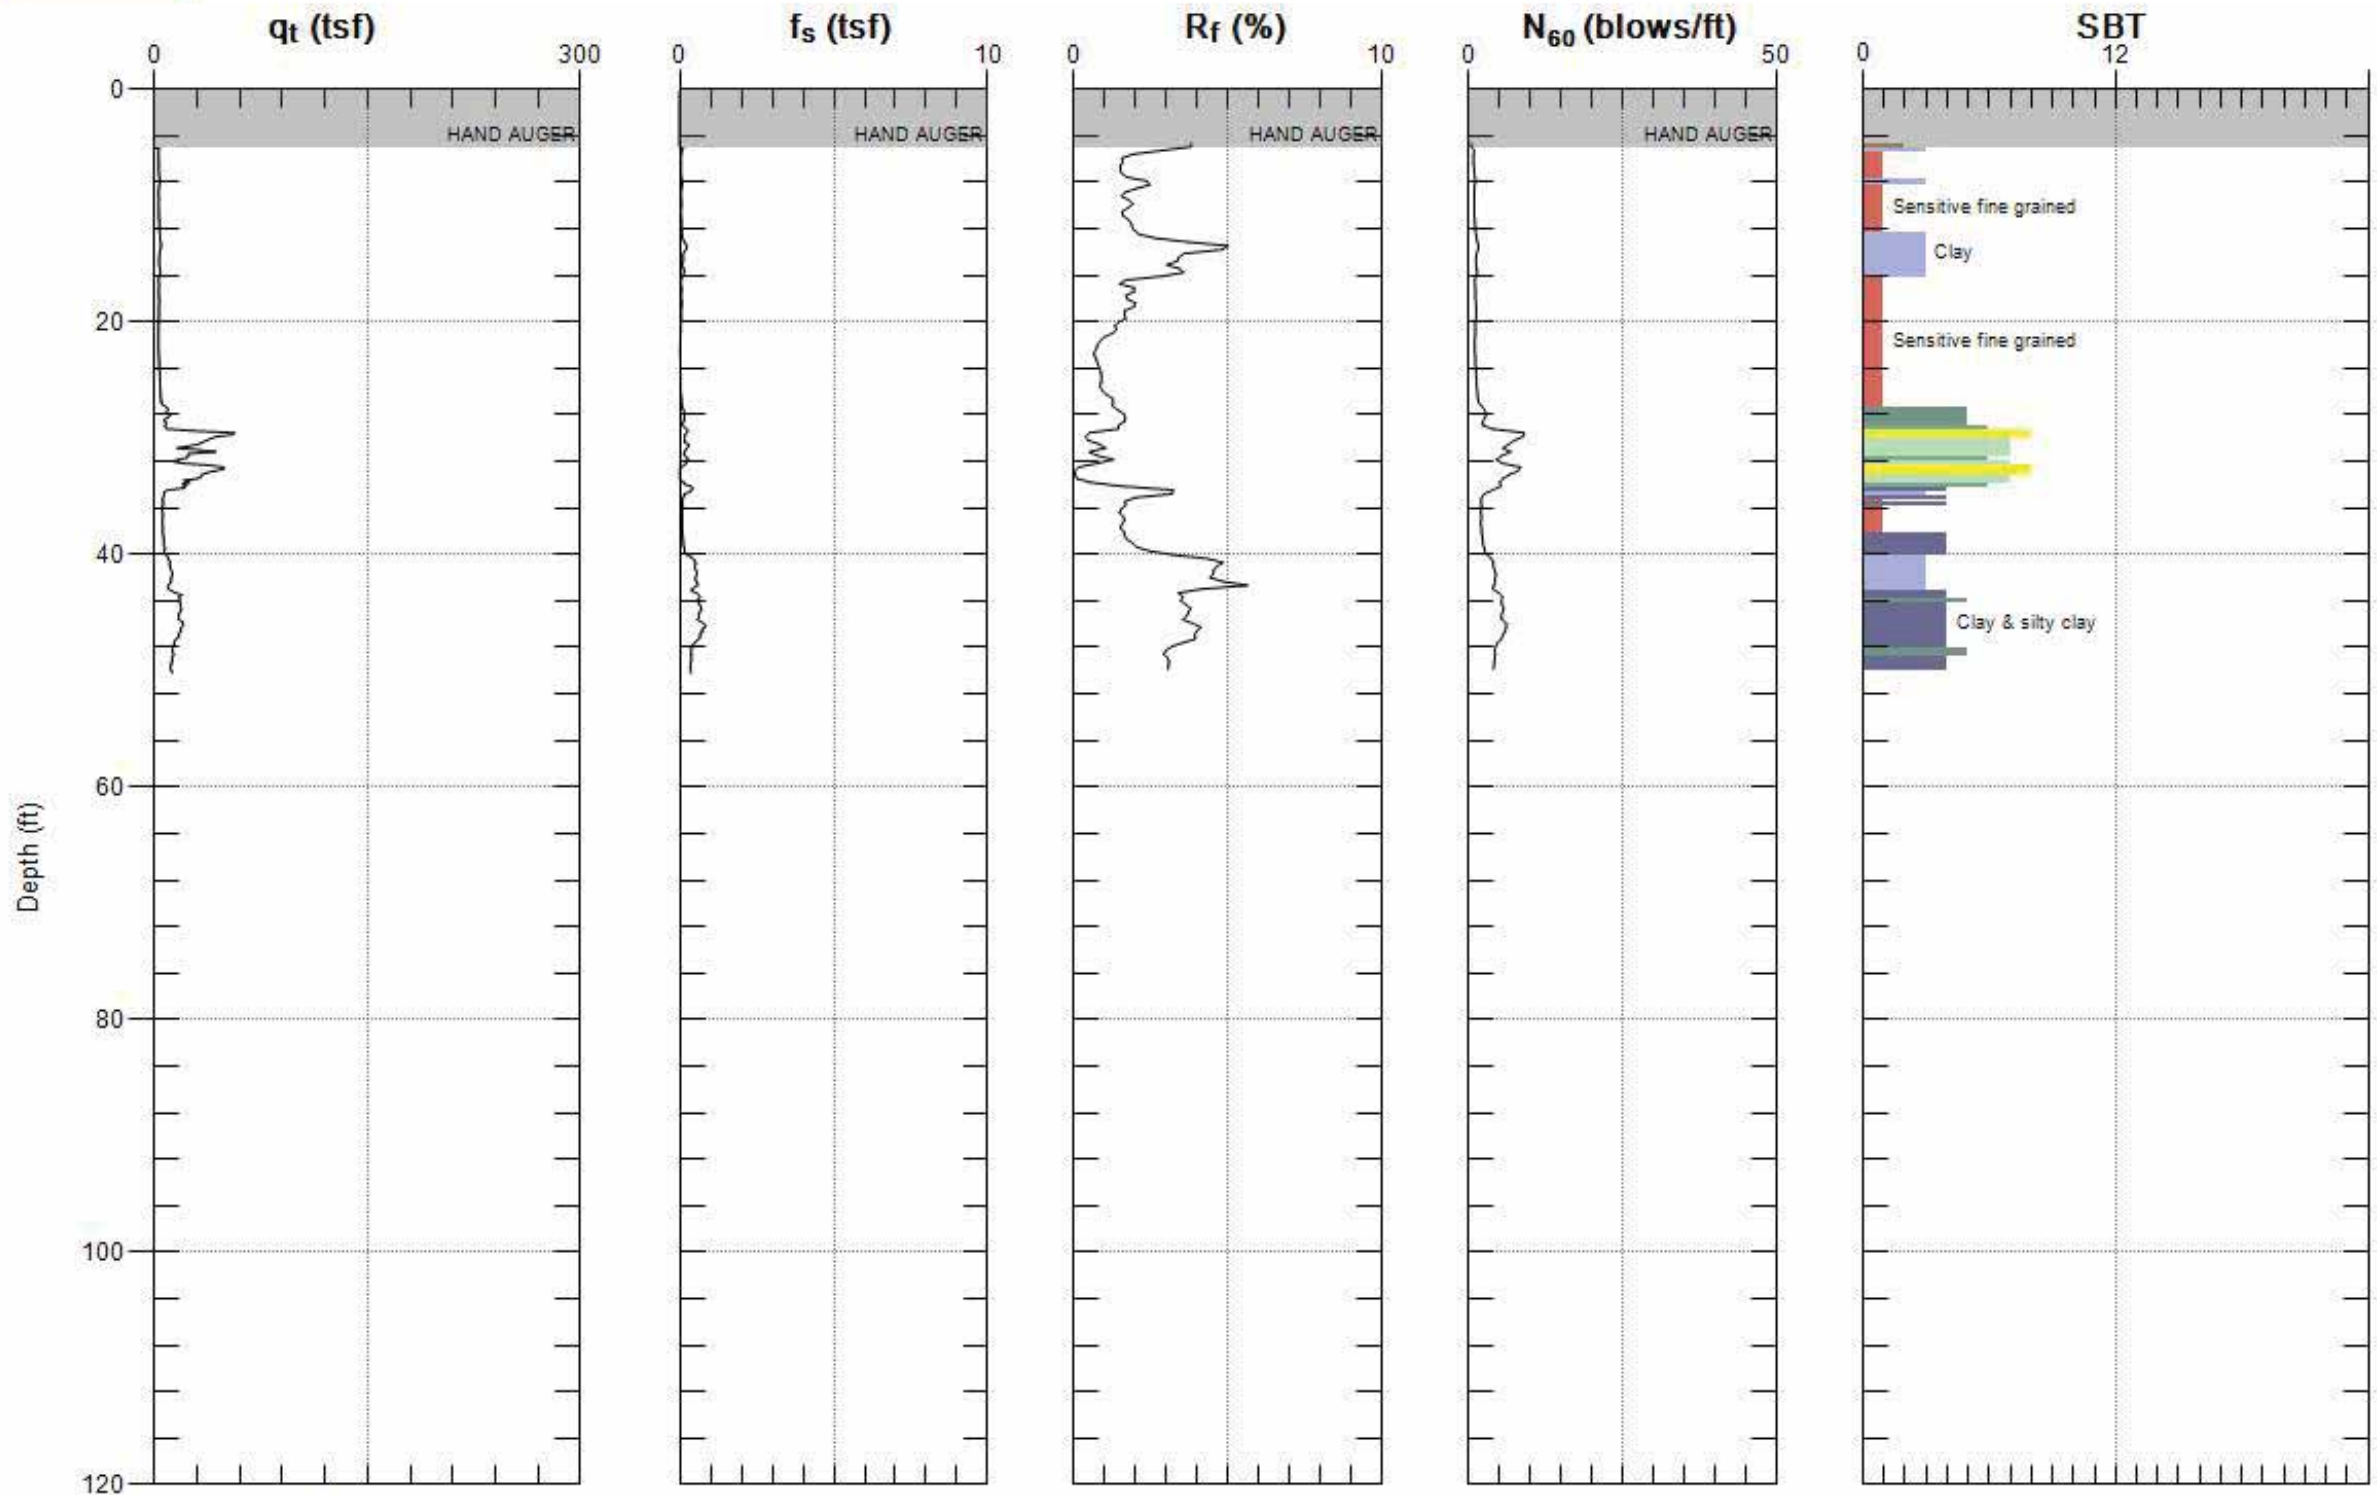 qt (tsf) fs (tsf) Rf (%) N60 (blows/ft) SBT
0 300 0 10 0 10 0 50 0 12
0
HAND AUGER HAND AUGER HAND AUGER HAND AUGER
Sensitive fine grained
Clay
20
Sensitive fine grained
40
Clay & silty clay
60
Depth (ft)
80
100
120